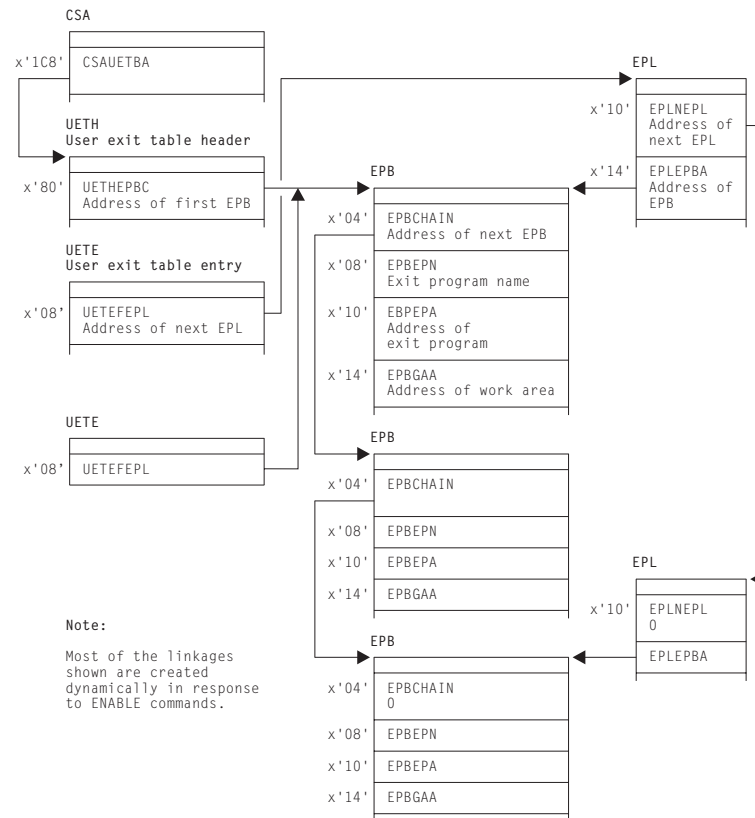 CSA
x'1C8' CSAUETBA
UETH
User exit table header
x'80' UETHEPBC
Address of first EPB
UETE
User exit table entry
x'08' UETEFEPL
Address of next EPL
UETE
x'08' UETEFEPL
Note:
Most of the linkages
shown are created
dynamically in response
to ENABLE commands.
EPB
x'04' EPBCHAIN
Address of next EPB
x'08' EPBEPN
Exit program name
x'10' EBPEPA
Address of
exit program
x'14' EPBGAA
Address of work area
EPB
x'04' EPBCHAIN
x'08' EPBEPN
x'10' EPBEPA
x'14' EPBGAA
EPB
x'04' EPBCHAIN
0
x'08' EPBEPN
x'10' EPBEPA
x'14' EPBGAA
EPL
x'10' EPLNEPL
Address of
next EPL
x'14' EPLEPBA
Address of
EPB
EPL
x'10' EPLNEPL
0
EPLEPBA